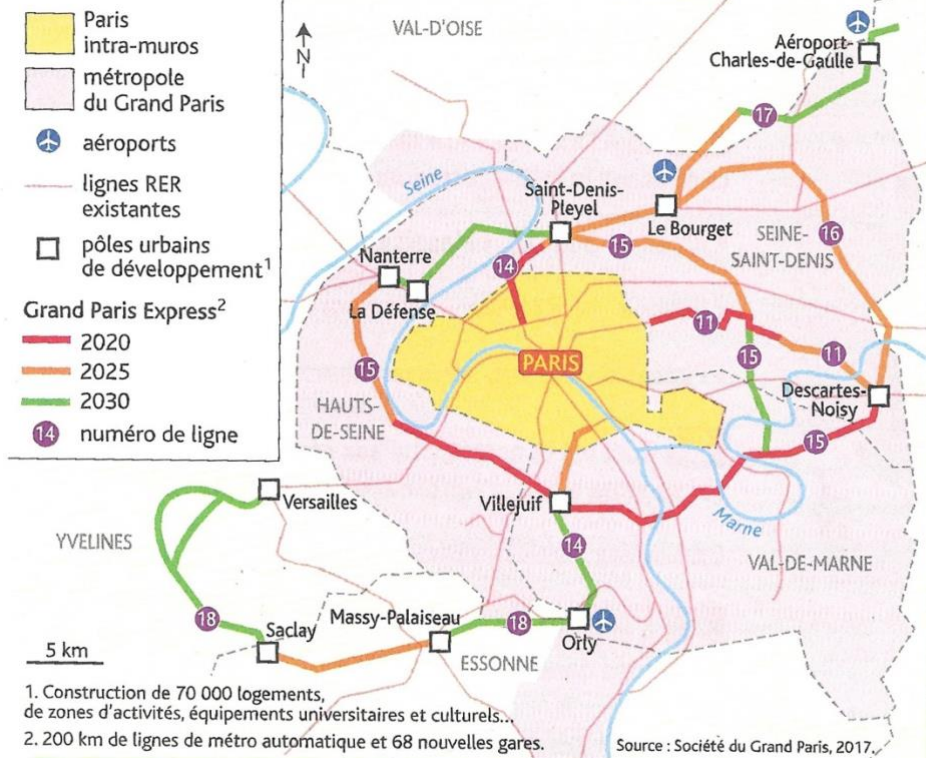 Paris
intra-muros
métropole
du Grand Paris
aéroports
lignes RER
existantes
pôles urbains
de développement¹
Grand Paris Express²
2020
2025
2030
14 numéro de ligne
N
VAL-D'OISE
Aéroport-
Charles-de-Gaulle
17
Seine
Saint-Denis-
Pleyel
Le Bourget
16
SEINE-
SAINT-DENIS
15
14
Nanterre
La Défense
11
PARIS
15
11
15
Descartes-
Noisy
HAUTS-
DE-SEINE
15
Versailles
Villejuif
Marne
YVELINES
14
VAL-DE-MARNE
18
Saclay
Massy-Palaiseau
18
Orly
ESSONNE
5 km
1. Construction de 70 000 logements,
de zones d'activités, équipements universitaires et culturels...
2. 200 km de lignes de métro automatique et 68 nouvelles gares.
Source : Société du Grand Paris, 2017.